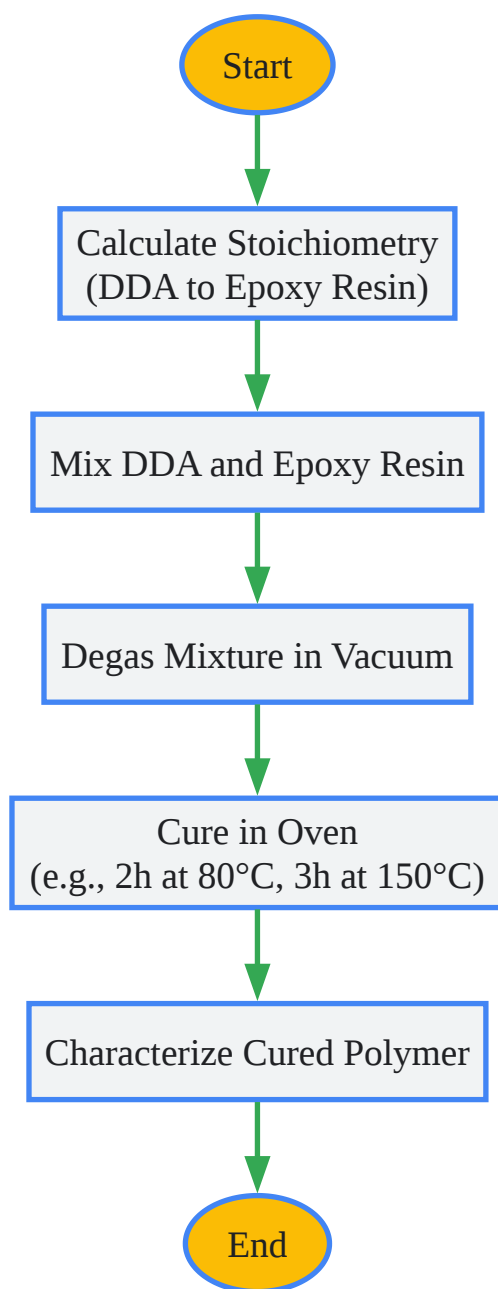 Start
Calculate Stoichiometry
(DDA to Epoxy Resin)
Mix DDA and Epoxy Resin
Degas Mixture in Vacuum
Cure in Oven
(e.g., 2h at 80°C, 3h at 150°C)
Characterize Cured Polymer
End